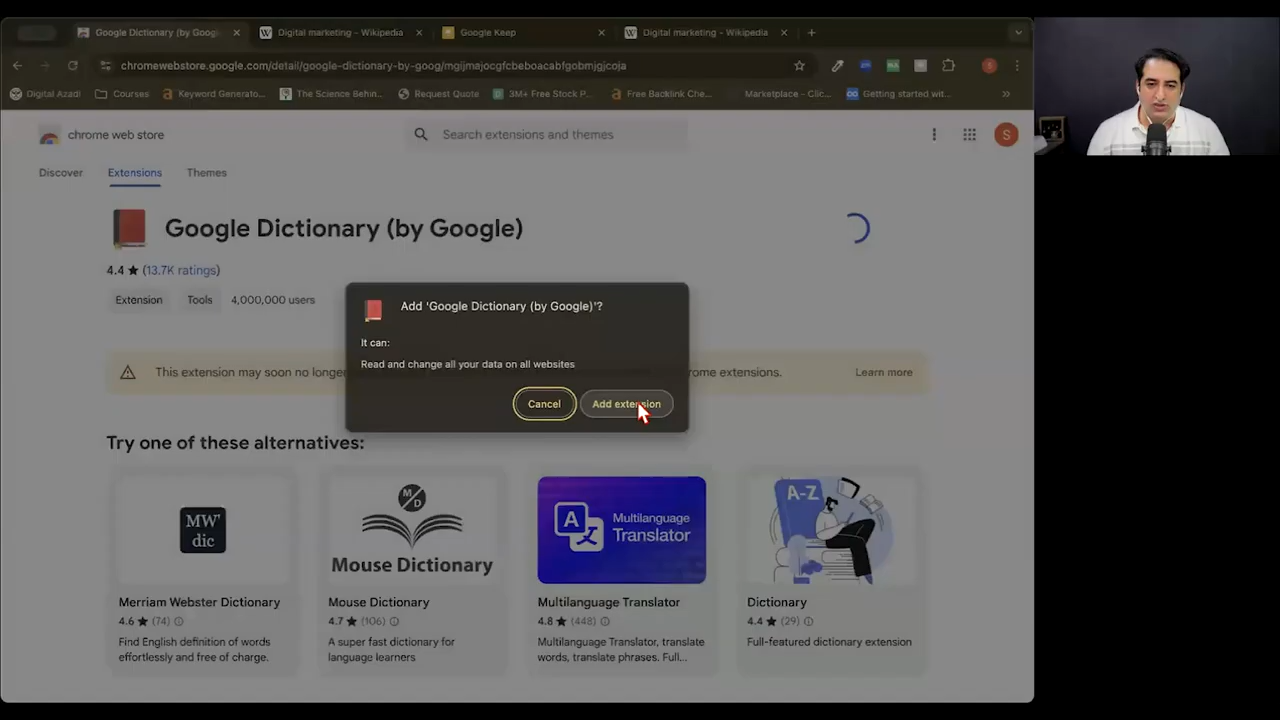 Google Dictionary (by Goog
Digital marketing - Wikipedia
Google Keep
Digital marketing - Wikipedia
chromewebstore.google.com/detail/google-dictionary-by-goog/mgijmajocgfcbeboacabfgobmjgjcoja
S
Digital Azadi
Courses
Keyword Generato...
The Science Behin...
Request Quote
3M+ Free Stock P...
Free Backlink Che...
Marketplace - Clic...
Getting started wit...
chrome web store
Search extensions and themes
S
Discover
Extensions
Themes
Google Dictionary (by Google)
4.4 ★ (13.7K ratings)
Extension
Tools
4,000,000 users
Add 'Google Dictionary (by Google)'?
It can:
Read and change all your data on all websites
Cancel
Add extension
This extension may soon no longe
ome extensions.
Learn more
Try one of these alternatives:
MW'
dic
M/D
Mouse Dictionary
A
Multilanguage
Translator
A-Z
Merriam Webster Dictionary
4.6 ★ (74)
Find English definition of words
effortlessly and free of charge.
Mouse Dictionary
4.7 ★ (106)
A super fast dictionary for
language learners
Multilanguage Translator
4.8 ★ (448)
Multilanguage Translator, translate
words, translate phrases. Full...
Dictionary
4.4 ★ (29)
Full-featured dictionary extension